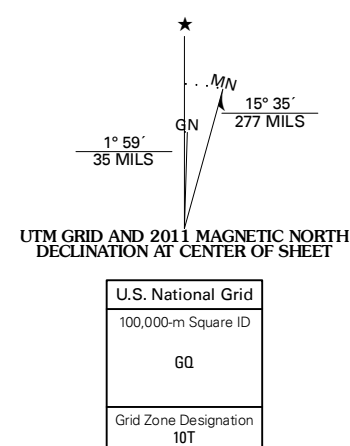 ★
MN
GN
15° 35´
277 MILS
1° 59´
35 MILS
UTM GRID AND 2011 MAGNETIC NORTH
DECLINATION AT CENTER OF SHEET
U.S. National Grid
100,000-m Square ID
GQ
Grid Zone Designation
10T